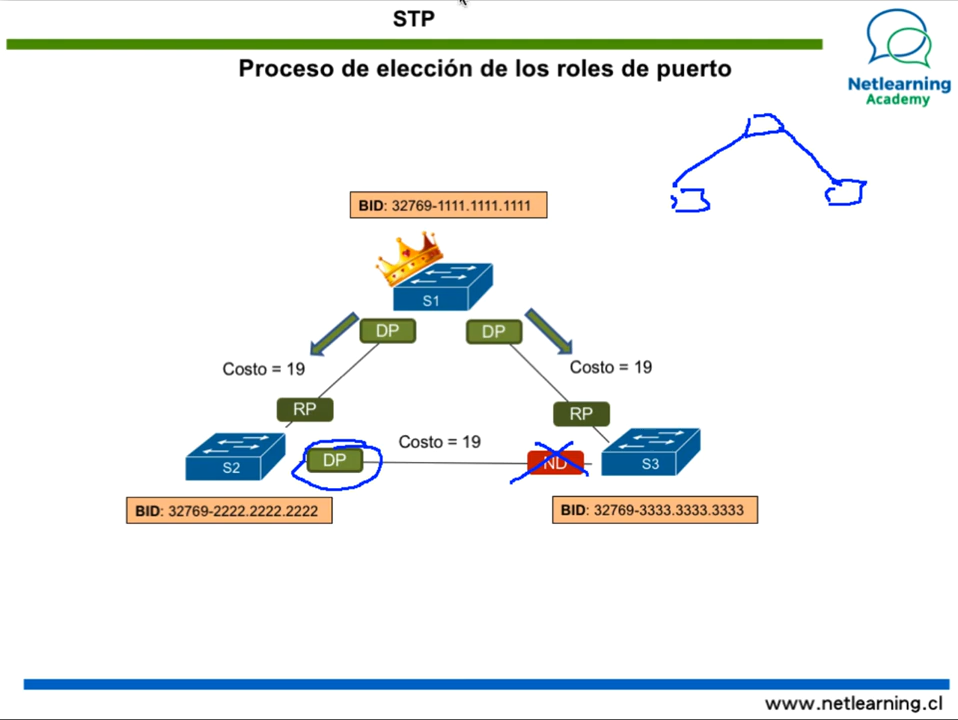 STP
Proceso de elección de los roles de puerto
Netlearning
Academy
BID: 32769-1111.1111.1111
S1
DP
DP
Costo = 19
Costo = 19
RP
RP
Costo = 19
S2
DP
ND
S3
BID: 32769-2222.2222.2222
BID: 32769-3333.3333.3333
www.netlearning.cl